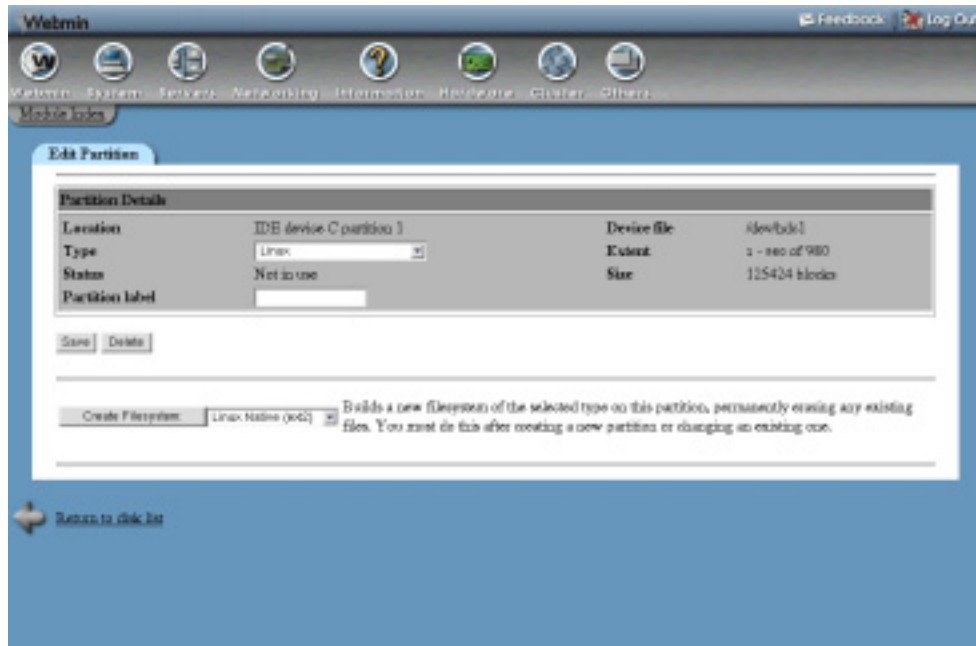 Webmin
Feedback Log Out
Webmin System Servers Networking Information Hardware Cluster Others
Module Index
Edit Partition
Partition Details
Location IDE device C partition 1 Device file /dev/hdc1
Type Linux Extent of 980
Status Not in use Size 125424 blocks
Partition label
Save Delete
Create Filesystem Linux Native (ext2) Builds a new filesystem of the selected type on this partition, permanently erasing any existing
files. You must do this after creating a new partition or changing an existing one.
Return to disk list